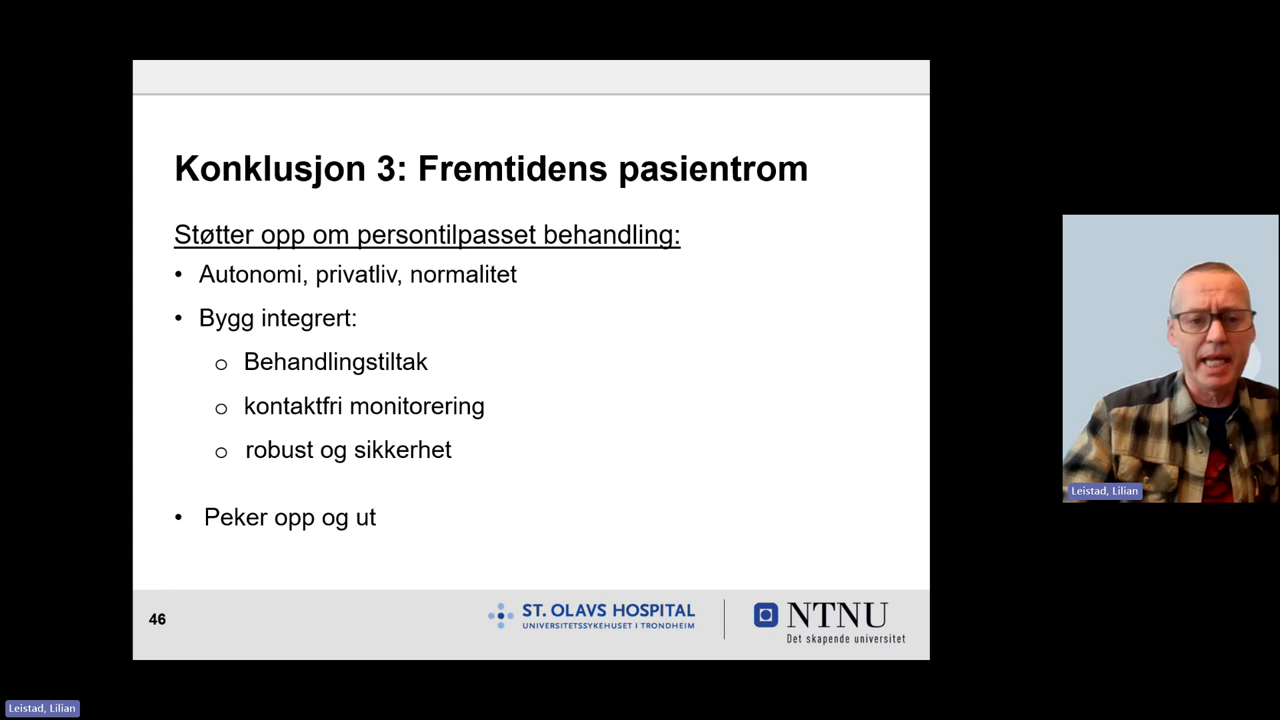 Konklusjon 3: Fremtidens pasientrom
Støtter opp om persontilpasset behandling:
• Autonomi, privatliv, normalitet
• Bygg integrert:
o Behandlingstiltak
o kontaktfri monitorering
o robust og sikkerhet
• Peker opp og ut
46
ST. OLAVS HOSPITAL
UNIVERSITETSSYKEHUSET I TRONDHEIM
NTNU
Det skapende universitet
Leistad, Lilian
Leistad, Lilian